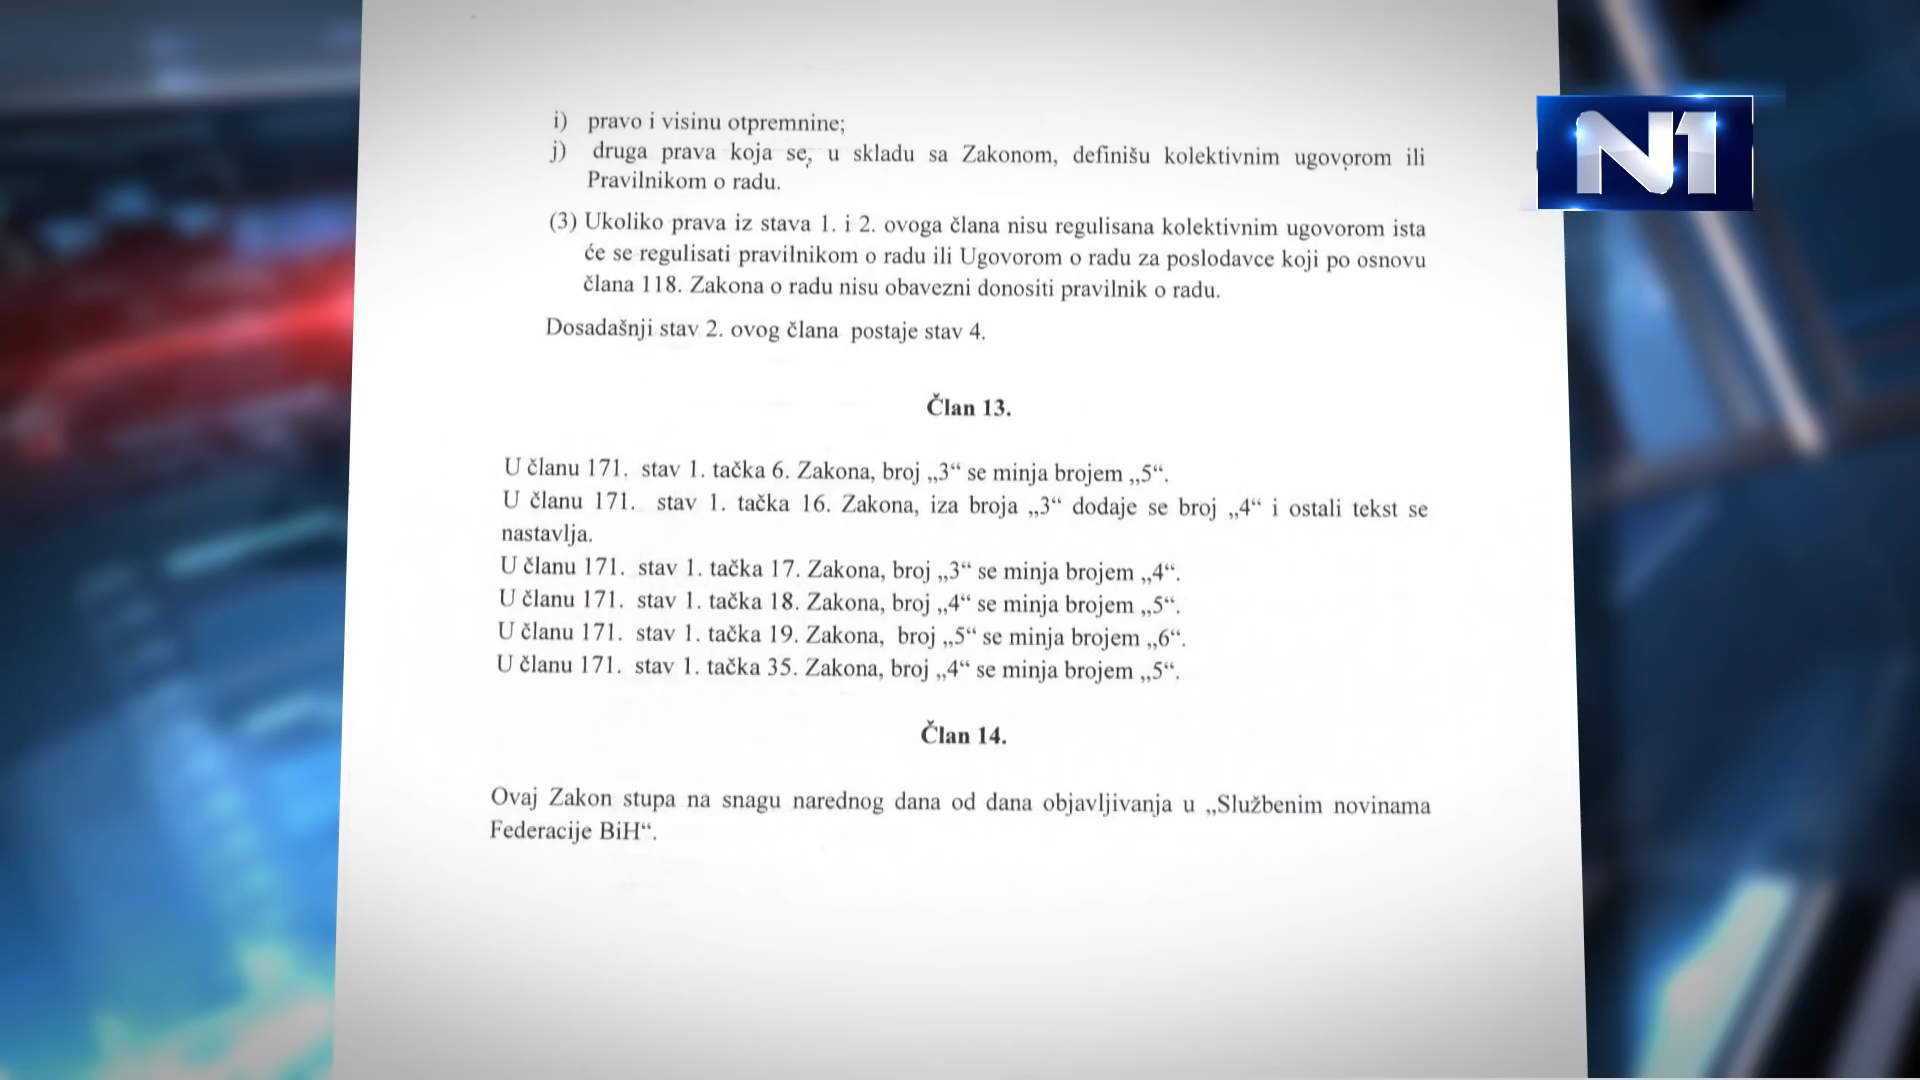 i) pravo i visinu otpremnine;
j) druga prava koja se, u skladu sa Zakonom, definišu kolektivnim ugovorom ili
Pravilnikom o radu.
(3) Ukoliko prava iz stava 1. i 2. ovoga člana nisu regulisana kolektivnim ugovorom ista
će se regulisati pravilnikom o radu ili Ugovorom o radu za poslodavce koji po osnovu
člana 118. Zakona o radu nisu obavezni donositi pravilnik o radu.
Dosadašnji stav 2. ovog člana postaje stav 4.
Član 13.
U članu 171. stav 1. tačka 6. Zakona, broj „3“ se minja brojem „5“.
U članu 171. stav 1. tačka 16. Zakona, iza broja „3“ dodaje se broj „4“ i ostali tekst se
nastavlja.
U članu 171. stav 1. tačka 17. Zakona, broj „3“ se minja brojem „4“.
U članu 171. stav 1. tačka 18. Zakona, broj „4“ se minja brojem „5“.
U članu 171. stav 1. tačka 19. Zakona, broj „5“ se minja brojem „6“.
U članu 171. stav 1. tačka 35. Zakona, broj „4“ se minja brojem „5“.
Član 14.
Ovaj Zakon stupa na snagu narednog dana od dana objavljivanja u „Službenim novinama
Federacije BiH“.
N1